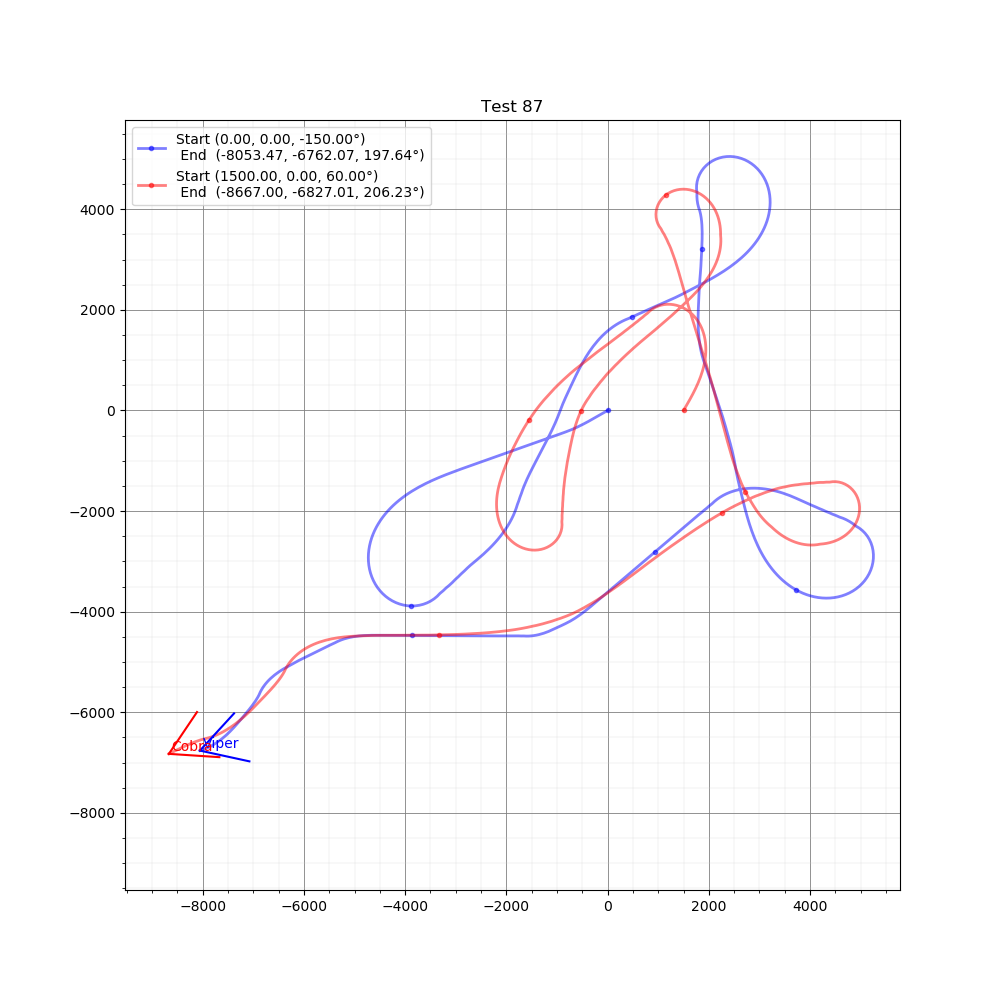 Test 87
Start (0.00, 0.00, -150.00°)
End (-8053.47, -6762.07, 197.64°)
Start (1500.00, 0.00, 60.00°)
End (-8667.00, -6827.01, 206.23°)
4000
2000
0
−2000
−4000
−6000
−8000
Cobra
Viper
−8000 −6000 −4000 −2000 0 2000 4000